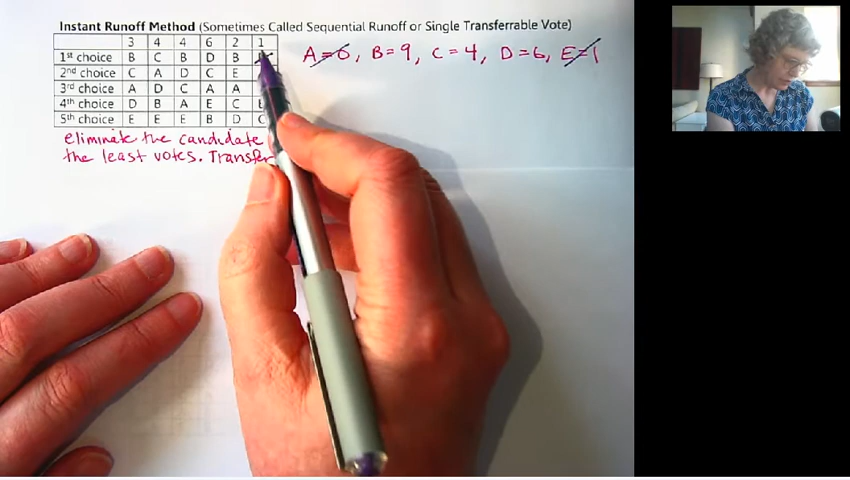 Instant Runoff Method (Sometimes Called Sequential Runoff or Single Transferrable Vote)
3 4 4 6 2 1
1st choice B C B D B
2nd choice C A D C E
3rd choice A D C A A
4th choice D B A E C
5th choice E E E B D C
A=0, B=9, C=4, D=6, E=1
eliminate the candidate
the least votes. Transfer